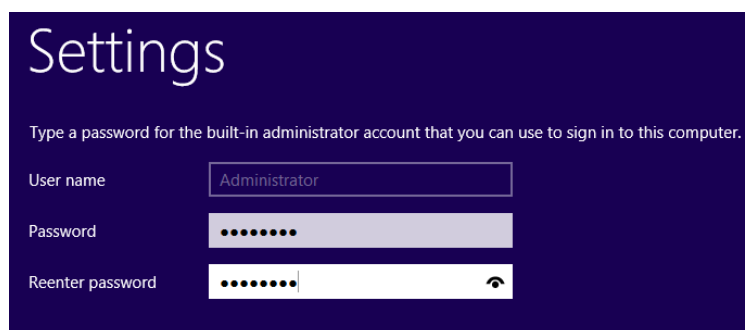 Settings
Type a password for the built-in administrator account that you can use to sign in to this computer.
User name Administrator
Password ●●●●●●●●
Reenter password ●●●●●●●●